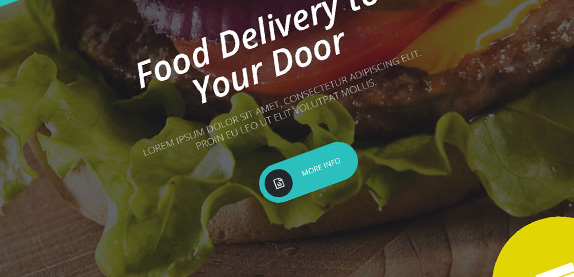 Food Delivery to
Your Door
LOREM IPSUM DOLOR SIT AMET, CONSECTETUR ADIPISCING ELIT.
PROIN EU LEO UT ELIT VOLUTPAT MOLLIS.
MORE INFO